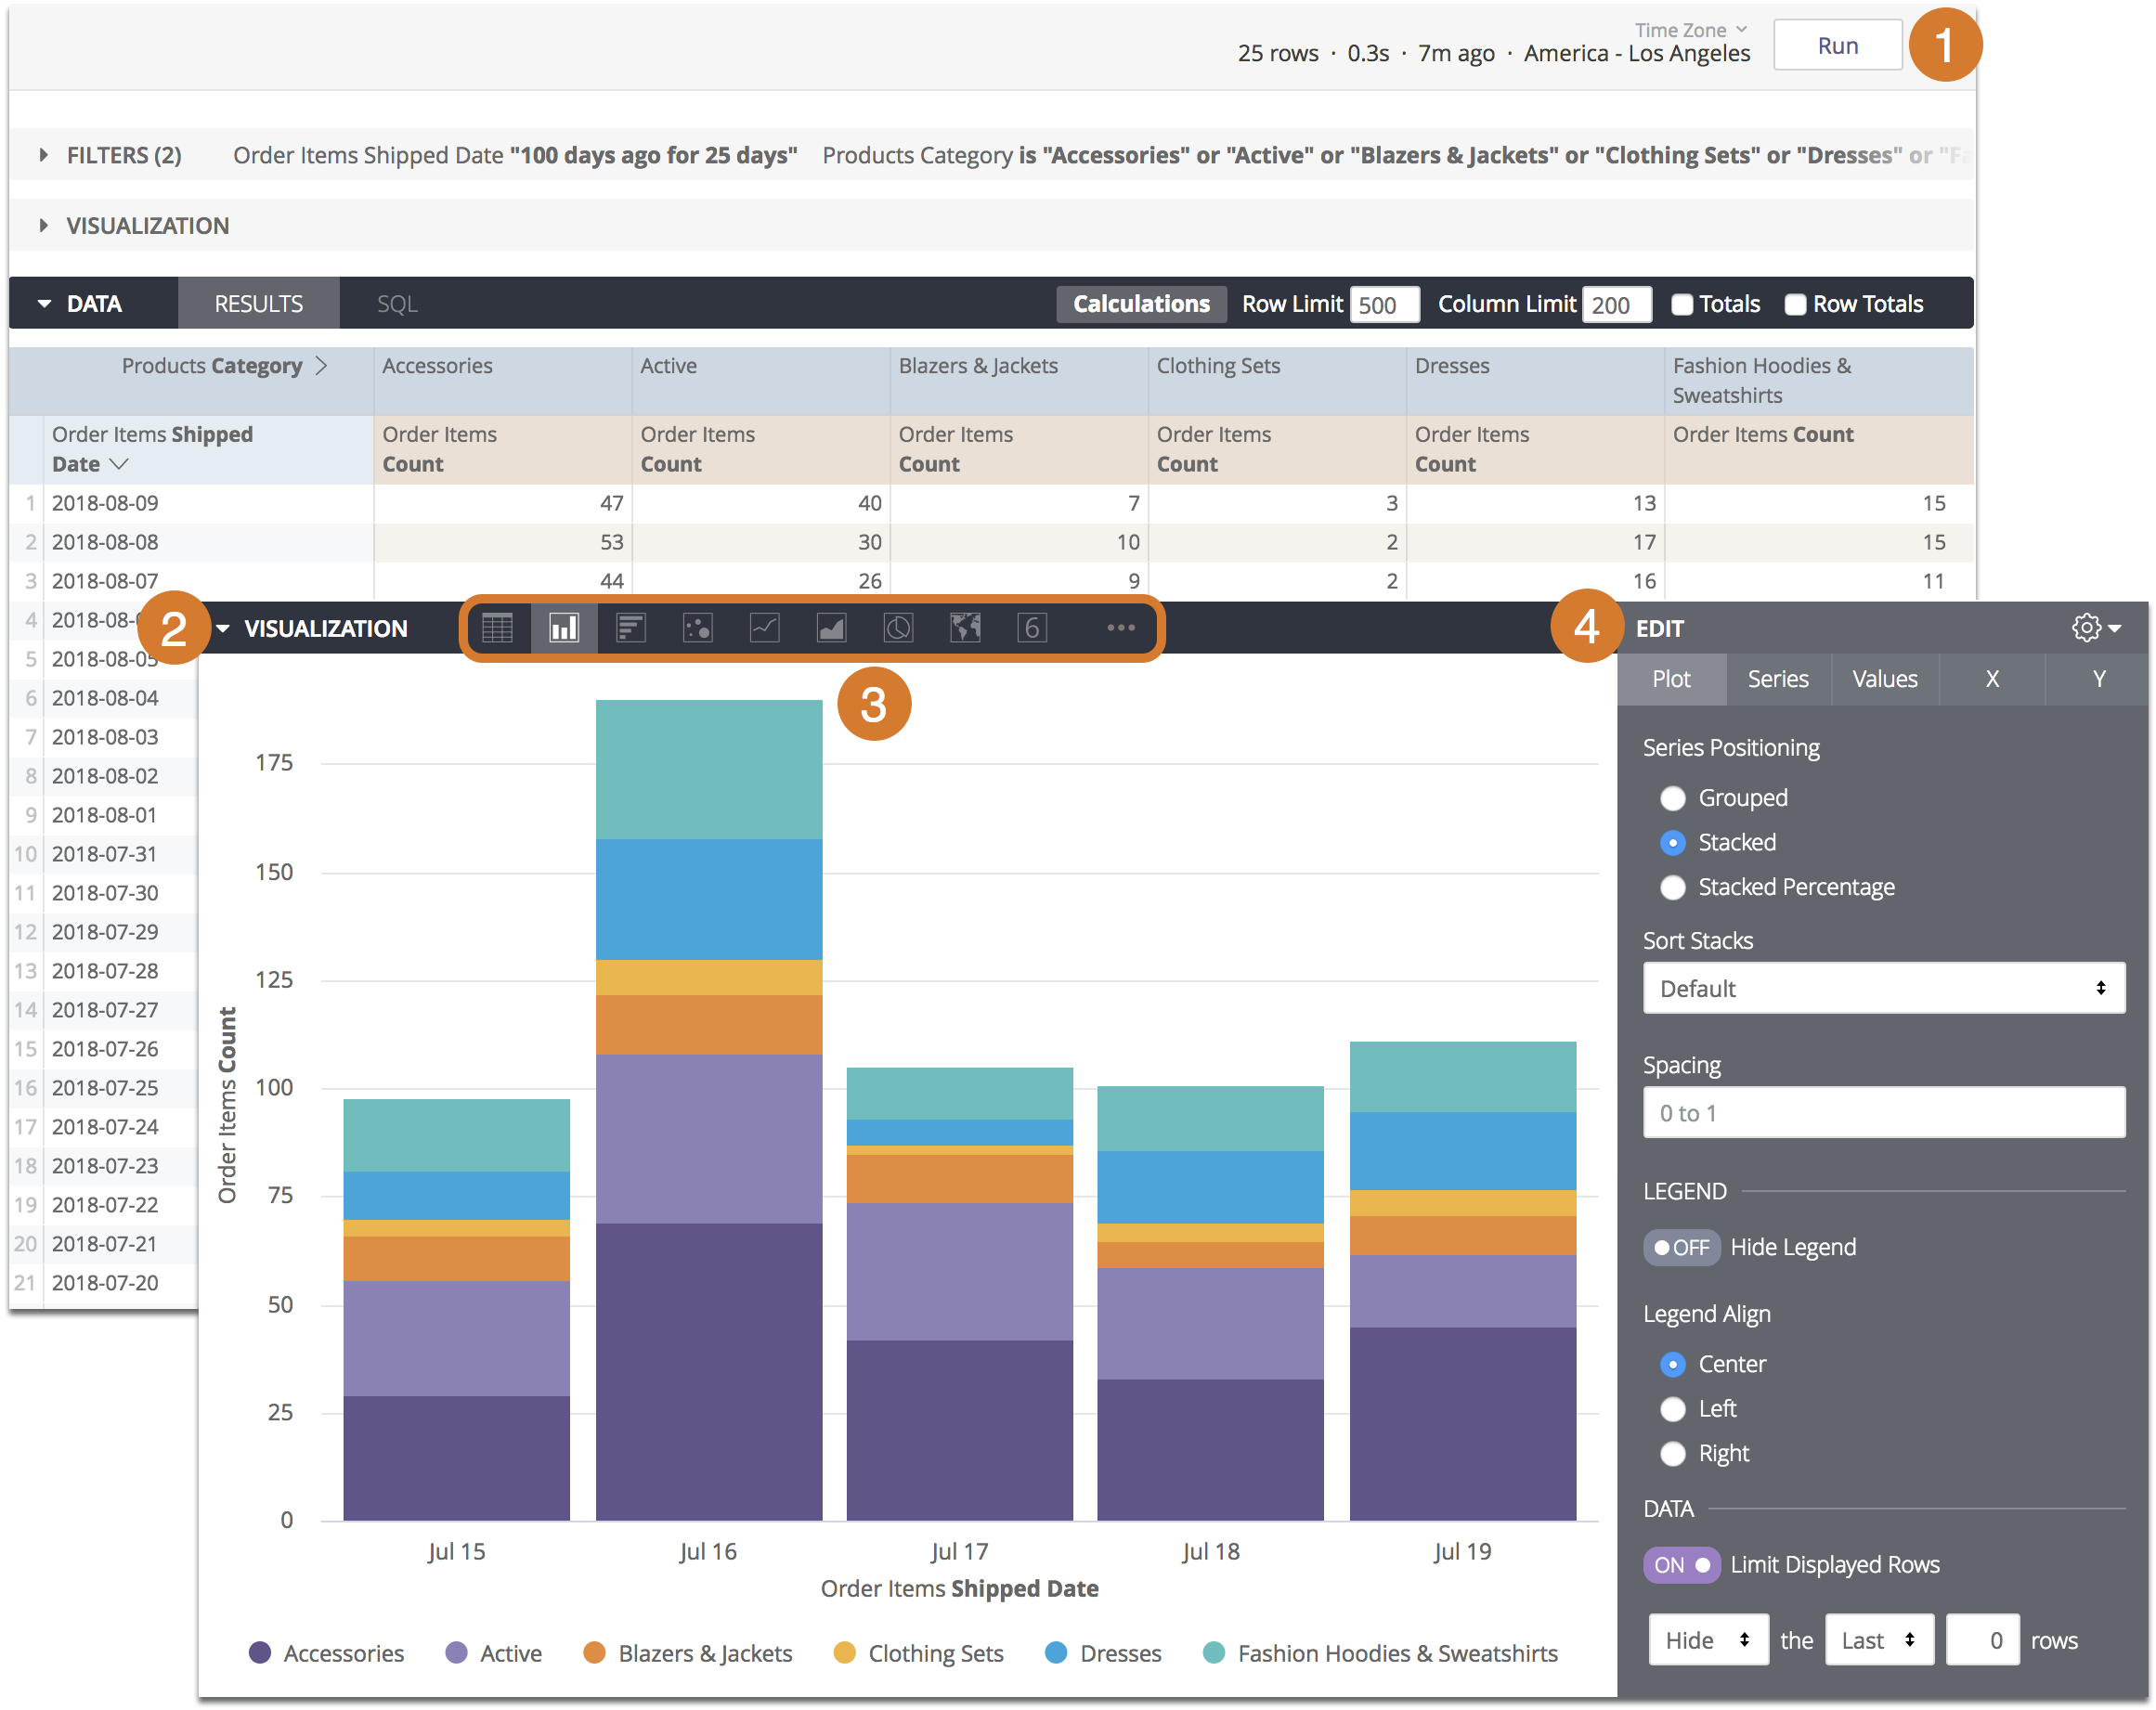 Time Zone
25 rows · 0.3s · 7m ago · America - Los Angeles
Run
1
FILTERS (2) Order Items Shipped Date "100 days ago for 25 days" Products Category is "Accessories" or "Active" or "Blazers & Jackets" or "Clothing Sets" or "Dresses" or "Fa
VISUALIZATION
DATA RESULTS SQL Calculations Row Limit 500 Column Limit 200 Totals Row Totals
Products Category Accessories Active Blazers & Jackets Clothing Sets Dresses Fashion Hoodies &
Sweatshirts
Order Items Shipped Order Items Order Items Order Items Order Items Order Items Order Items Count
Date Count Count Count Count Count
1 2018-08-09 47 40 7 3 13 15
2 2018-08-08 53 30 10 2 17 15
3 2018-08-07 44 26 9 2 16 11
4 2018-08-
5 2018-08-05
6 2018-08-04
7 2018-08-03
8 2018-08-02
9 2018-08-01
10 2018-07-31
11 2018-07-30
12 2018-07-29
13 2018-07-28
14 2018-07-27
15 2018-07-26
16 2018-07-25
17 2018-07-24
18 2018-07-23
19 2018-07-22
20 2018-07-21
21 2018-07-20
2 VISUALIZATION 6 ...
3
175
150
125
100
75
50
25
0
Order Items Count
Jul 15 Jul 16 Jul 17 Jul 18 Jul 19
Order Items Shipped Date
Accessories Active Blazers & Jackets Clothing Sets Dresses Fashion Hoodies & Sweatshirts
4 EDIT
Plot Series Values X Y
Series Positioning
Grouped
Stacked
Stacked Percentage
Sort Stacks
Default
Spacing
0 to 1
LEGEND
OFF Hide Legend
Legend Align
Center
Left
Right
DATA
ON Limit Displayed Rows
Hide the Last 0 rows